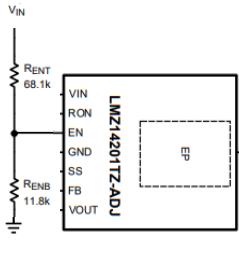 VIN
RENT
68.1k
VIN
RON
EN
GND
SS
FB
VOUT
LMZ14201TZ-ADJ
EP
RENB
11.8k